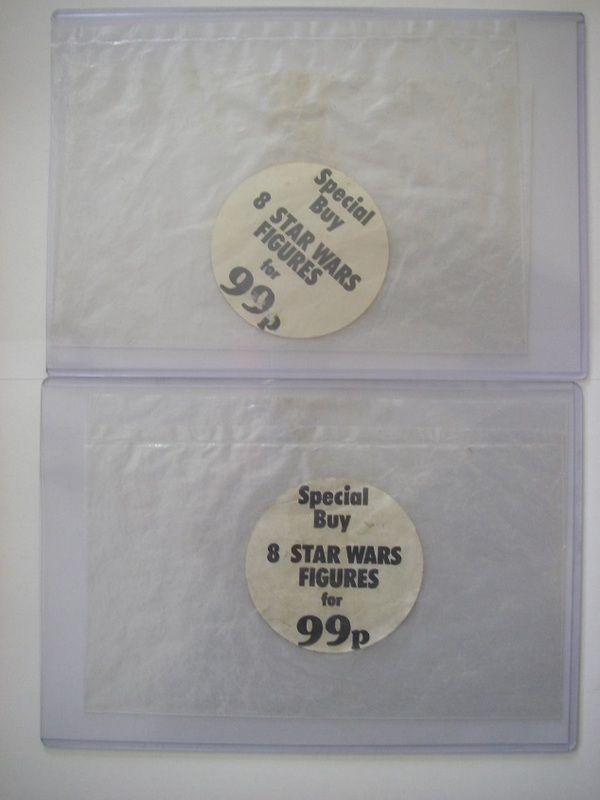 Special
Buy
8 STAR WARS
FIGURES
for
99p
Special
Buy
8 STAR WARS
FIGURES
for
99p